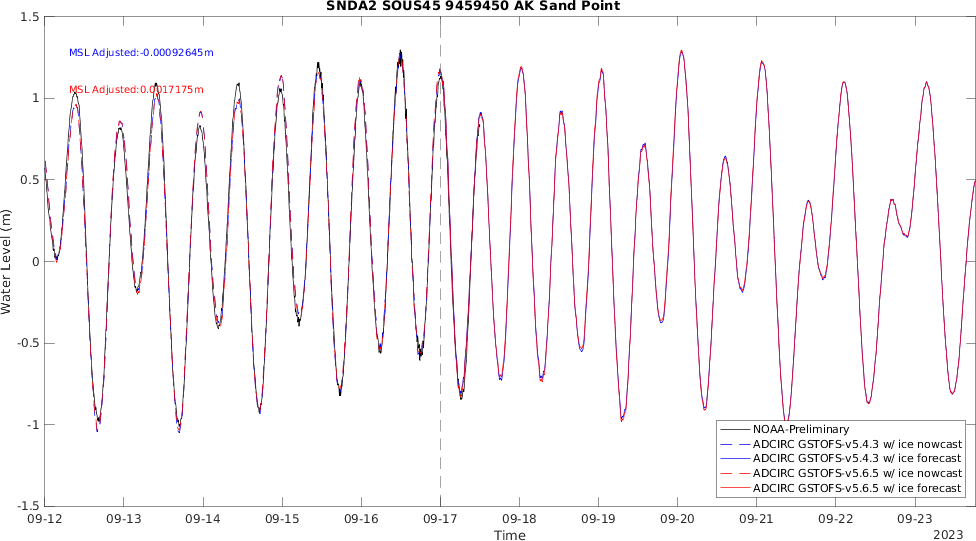 SNDA2 SOUS45 9459450 AK Sand Point
1.5
MSL Adjusted:-0.00092645m
MSL Adjusted:0.0017175m
1
0.5
0
-0.5
-1
-1.5
Water Level (m)
NOAA-Preliminary
ADCIRC GSTOFS-v5.4.3 w/ ice nowcast
ADCIRC GSTOFS-v5.4.3 w/ ice forecast
ADCIRC GSTOFS-v5.6.5 w/ ice nowcast
ADCIRC GSTOFS-v5.6.5 w/ ice forecast
09-12 09-13 09-14 09-15 09-16 09-17 09-18 09-19 09-20 09-21 09-22 09-23
Time
2023